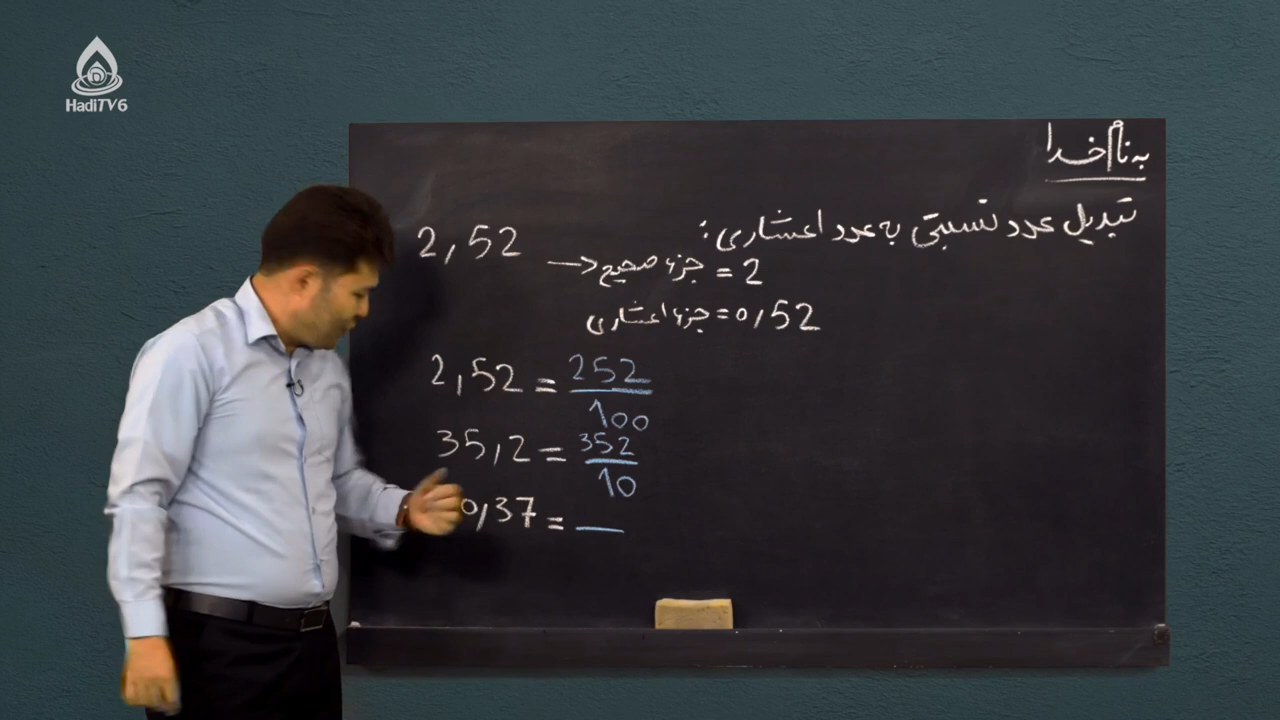 HadiTV6
به نام خدا
تبدیل عدد نسبتی به عدد اعشاری:
2,52
→ جزء صحیح = 2
جزء اعشاری = 0,52
2,52 = 252/100
35,2 = 352/10
0,37 = —